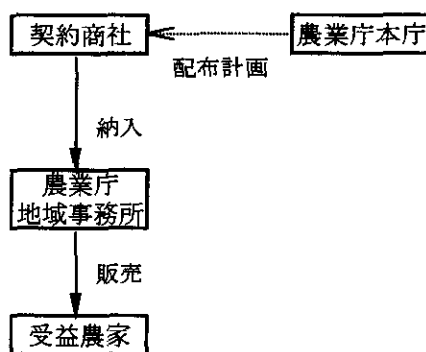 契約商社
農業庁本庁
配布計画
納入
農業庁
地域事務所
販売
受益農家